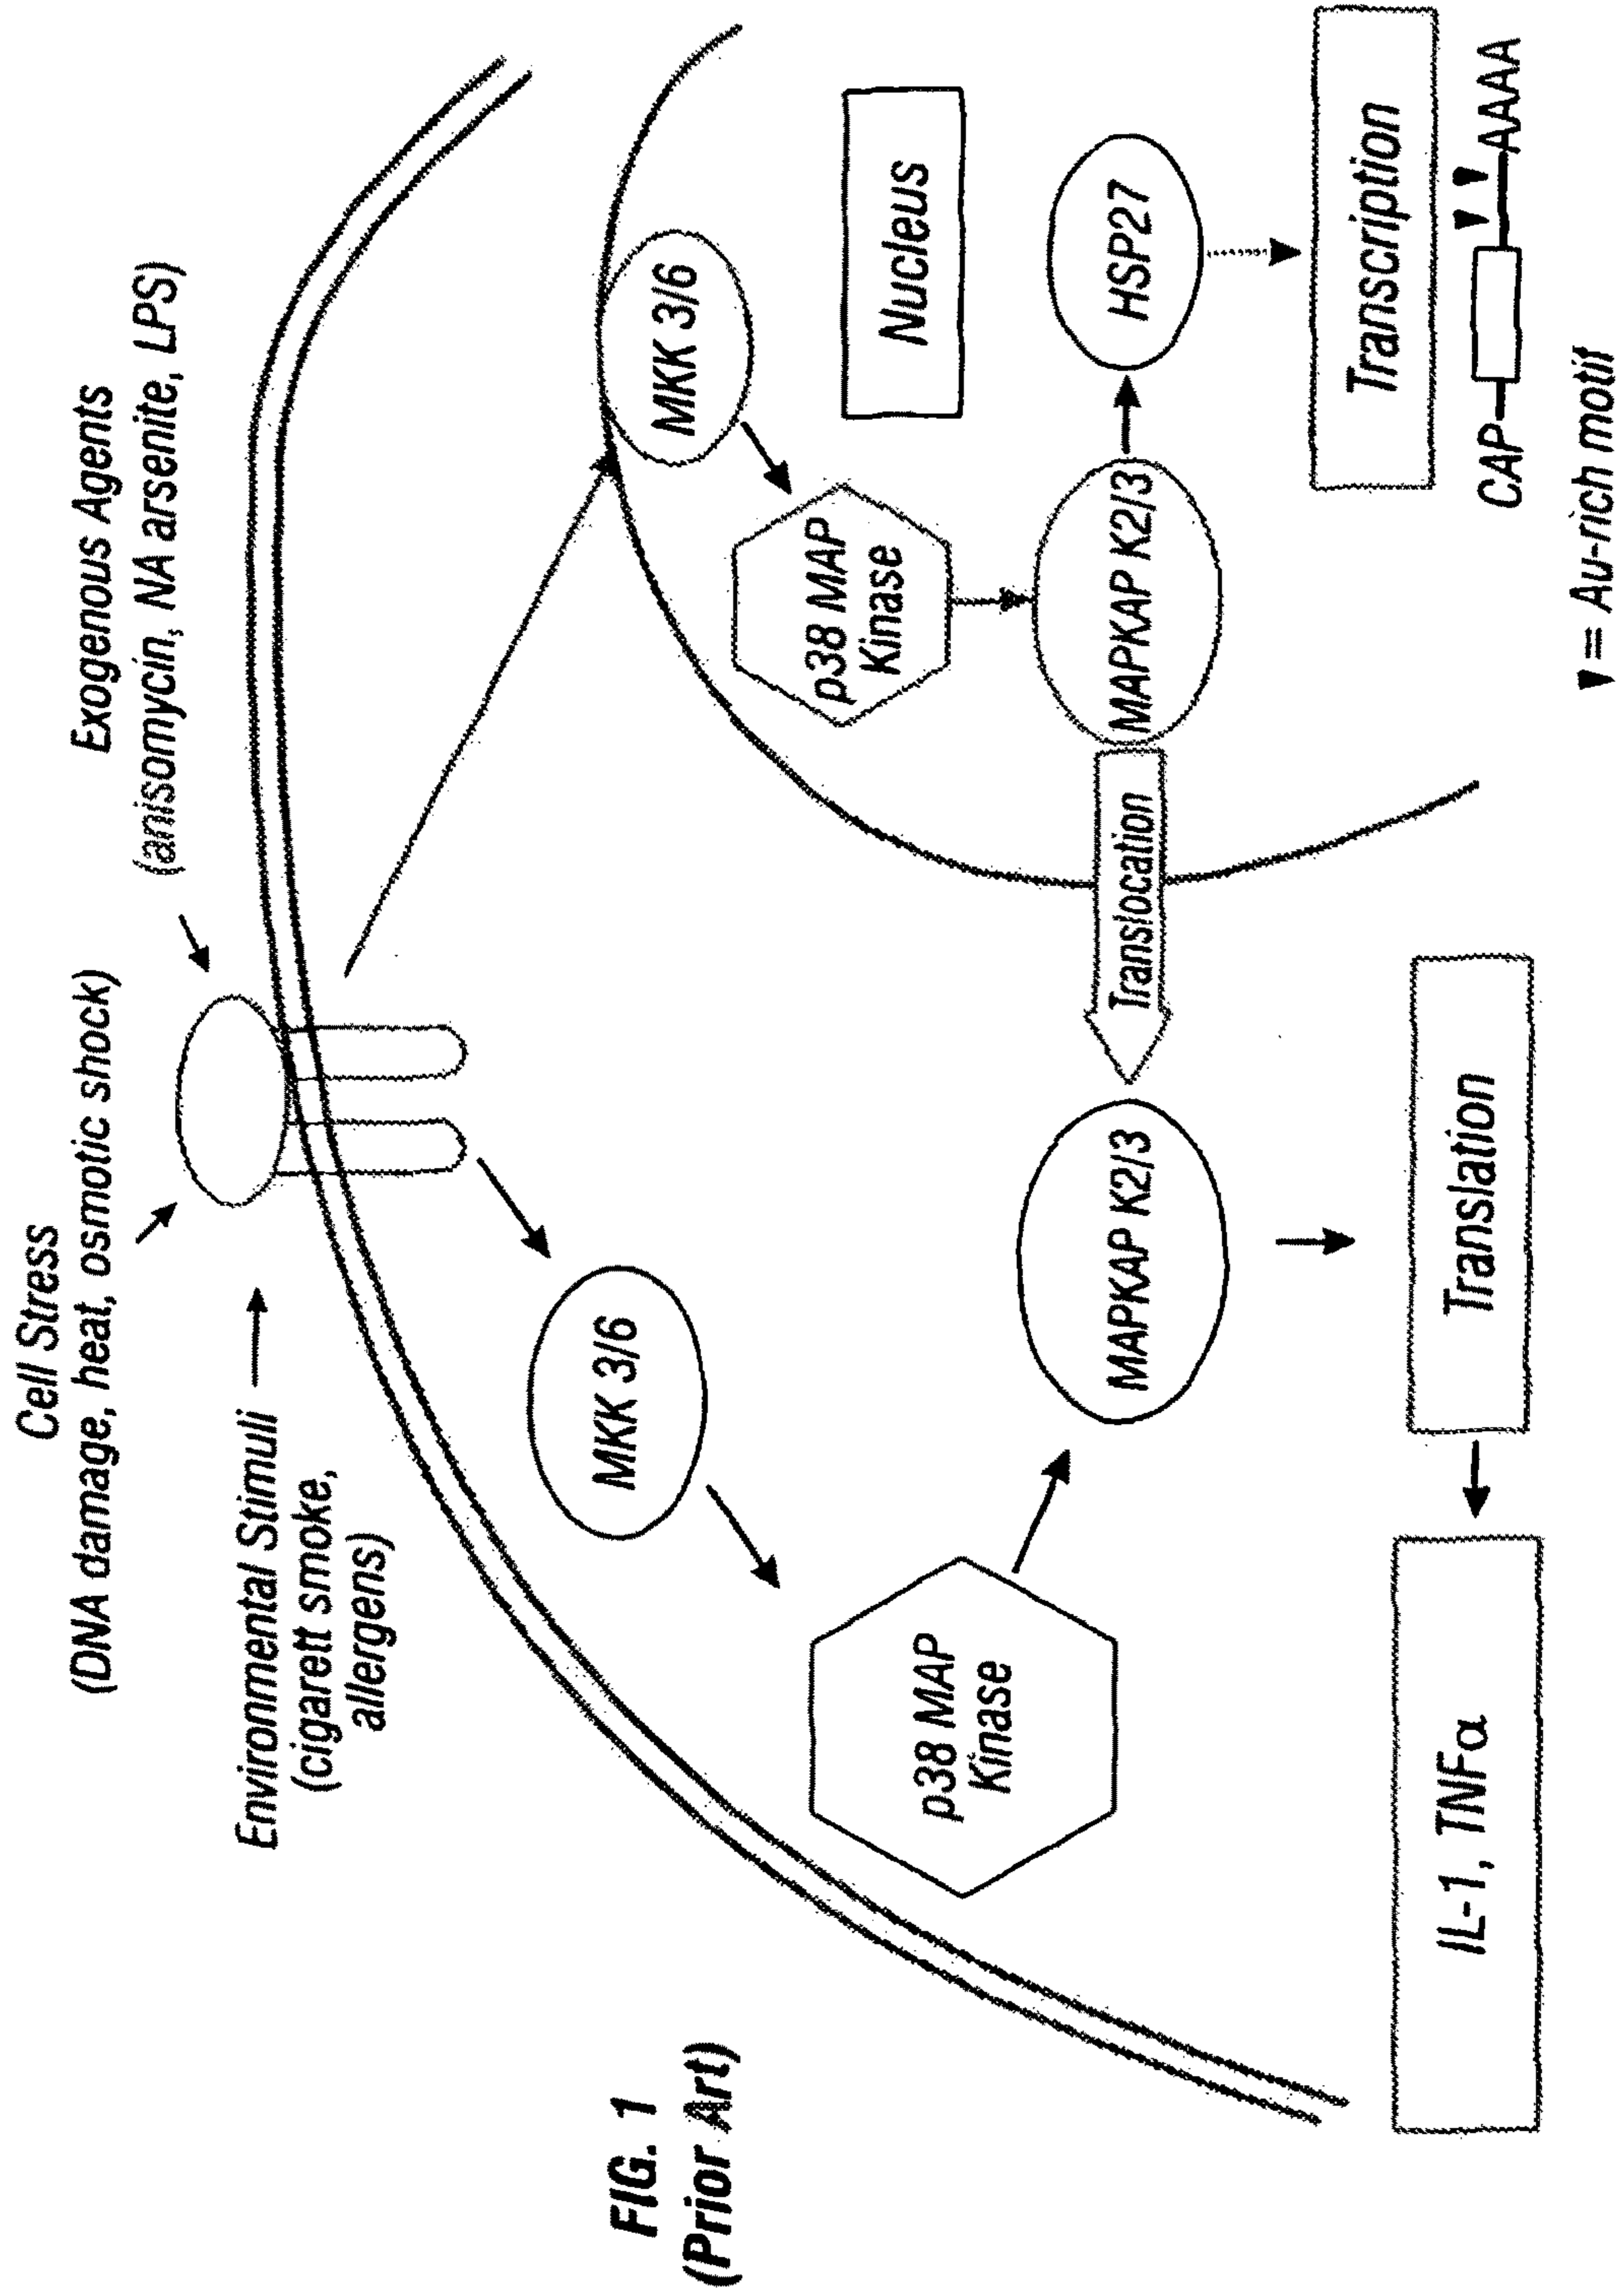 Cell Stress
(DNA damage, heat, osmotic shock)
Exogenous Agents
(anisomycin, NA arsenite, LPS)
Environmental Stimuli
(cigarett smoke,
allergens)
MKK 3/6
p38 MAP
Kinase
MAPKAP K2/3
Translation
IL-1, TNFα
Translocation
MKK 3/6
p38 MAP
Kinase
MAPKAP K2/3
Nucleus
HSP27
Transcription
CAP
AAAA
= Au-rich motif
FIG. 1
(Prior Art)